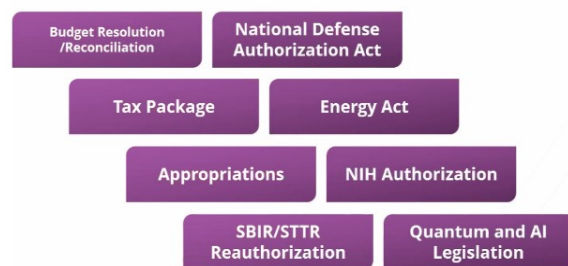 Budget Resolution
/Reconciliation
National Defense
Authorization Act
Tax Package
Energy Act
Appropriations
NIH Authorization
SBIR/STTR
Reauthorization
Quantum and AI
Legislation